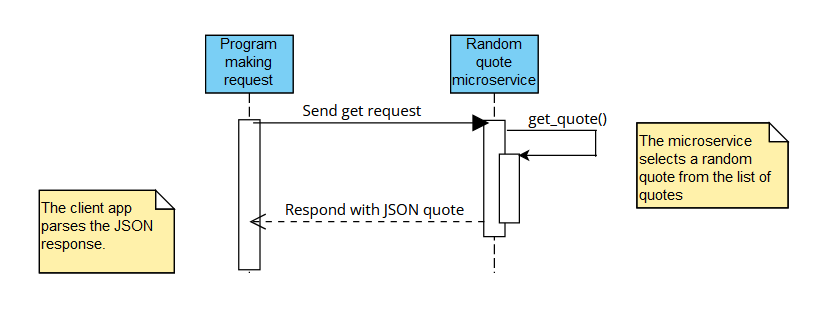 Program
making
request
Random
quote
microservice
Send get request
get_quote()
The microservice
selects a random
quote from the list of
quotes
The client app
parses the JSON
response.
Respond with JSON quote